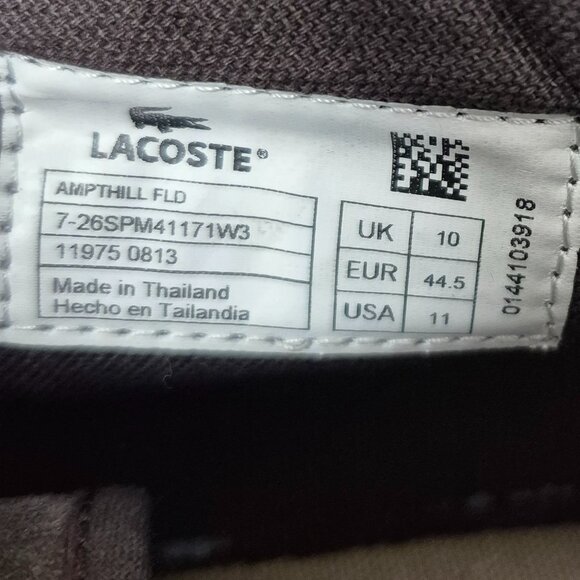 LACOSTE®
AMPTHILL FLD
7-26SPM41171W3
11975 0813
Made in Thailand
Hecho en Tailandia
UK 10
EUR 44.5
USA 11
0144103918